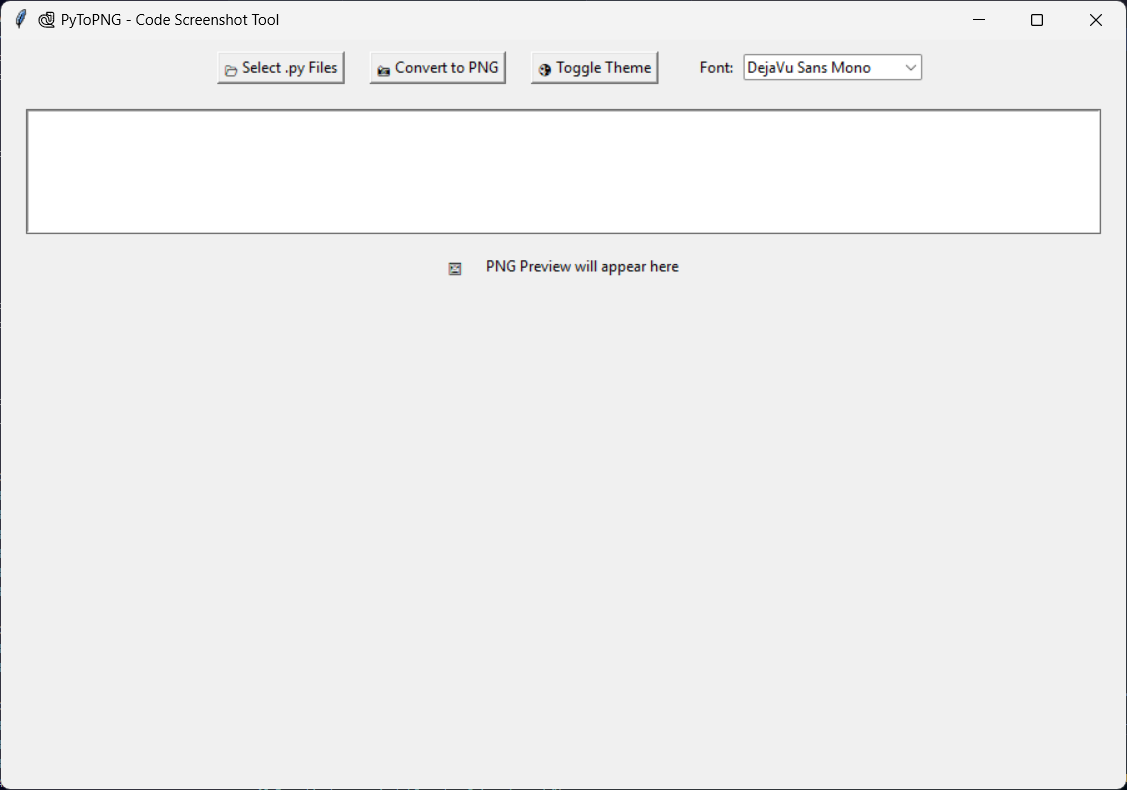 PyToPNG - Code Screenshot Tool
Select .py Files Convert to PNG Toggle Theme Font: DejaVu Sans Mono
PNG Preview will appear here